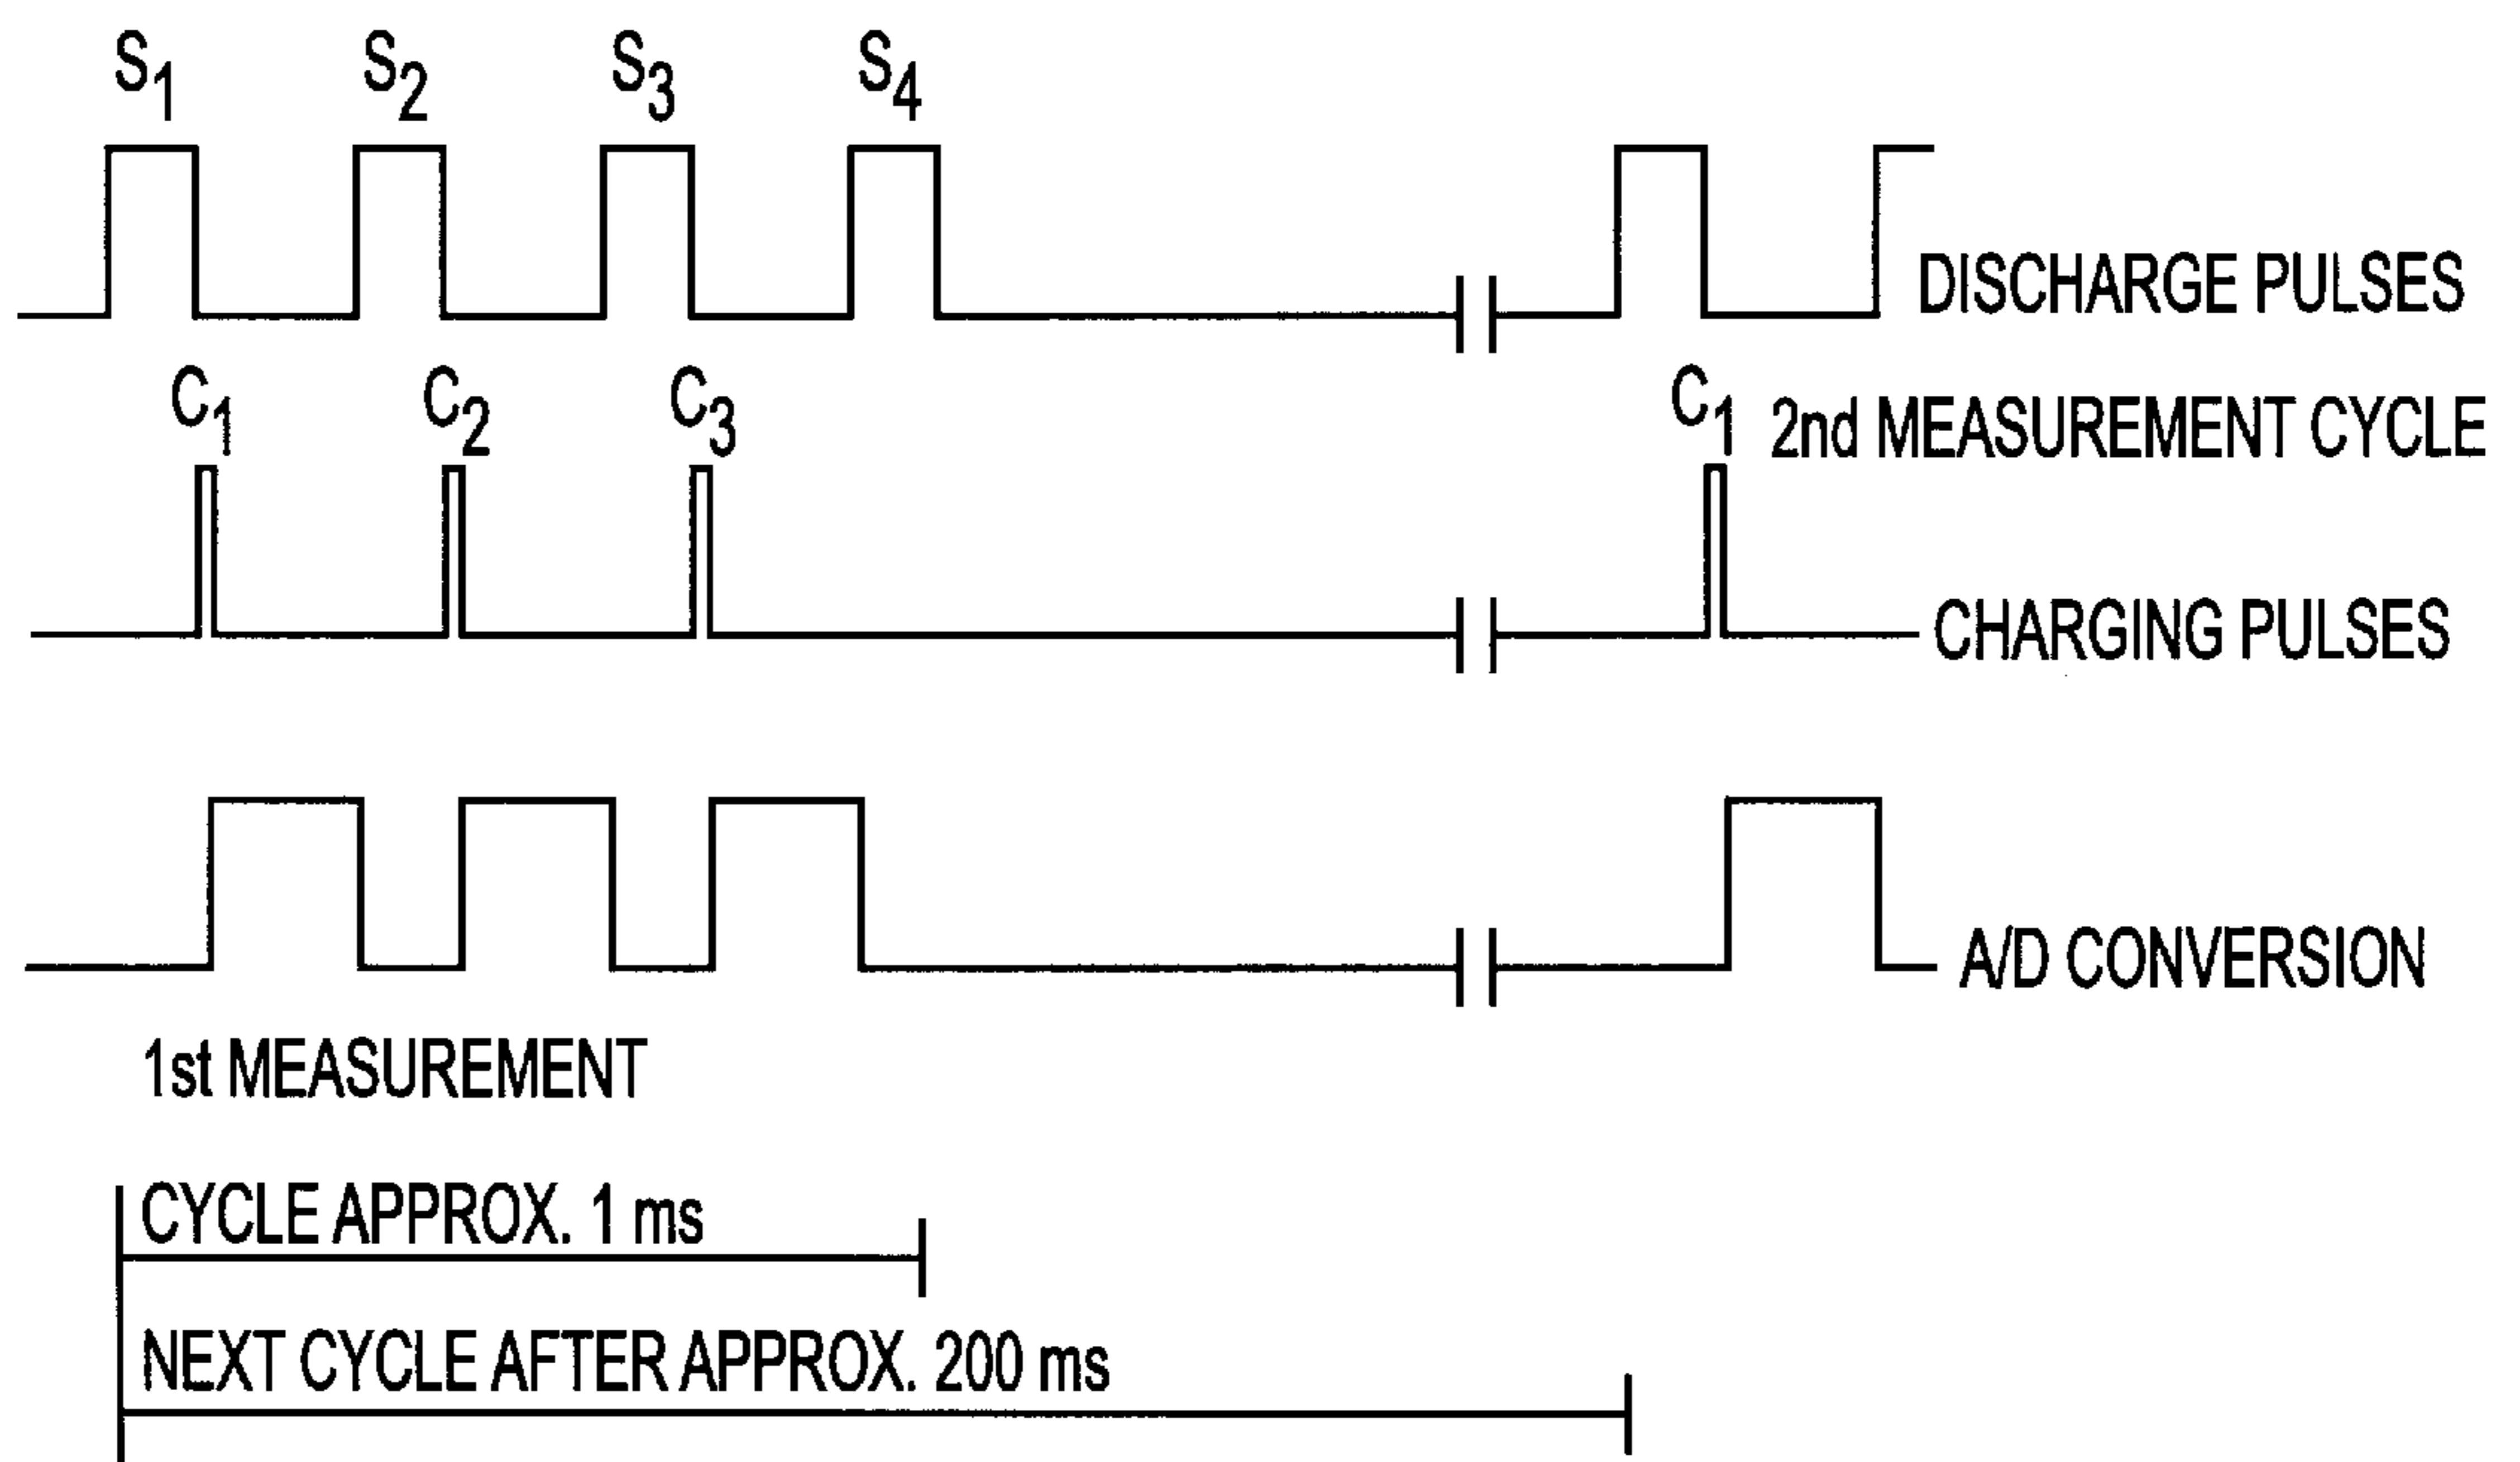 S1 S2 S3 S4
DISCHARGE PULSES
C1 C2 C3 C1 2nd MEASUREMENT CYCLE
CHARGING PULSES
A/D CONVERSION
1st MEASUREMENT
CYCLE APPROX. 1 ms
NEXT CYCLE AFTER APPROX. 200 ms